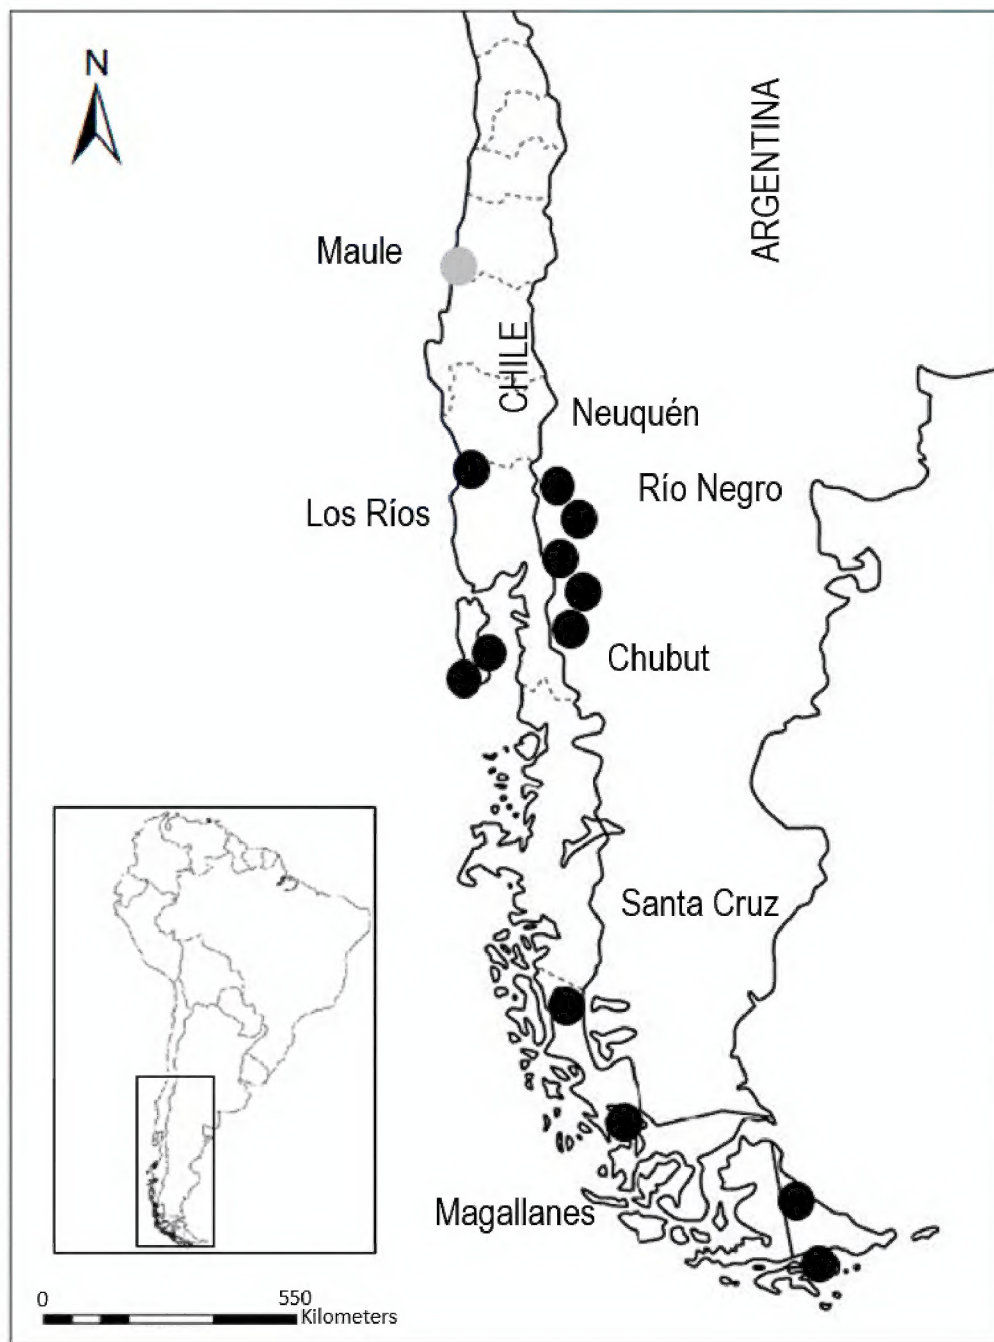 N
ARGENTINA
Maule
CHILE
Neuquén
Río Negro
Los Ríos
Chubut
Santa Cruz
Magallanes
0 550
Kilometers